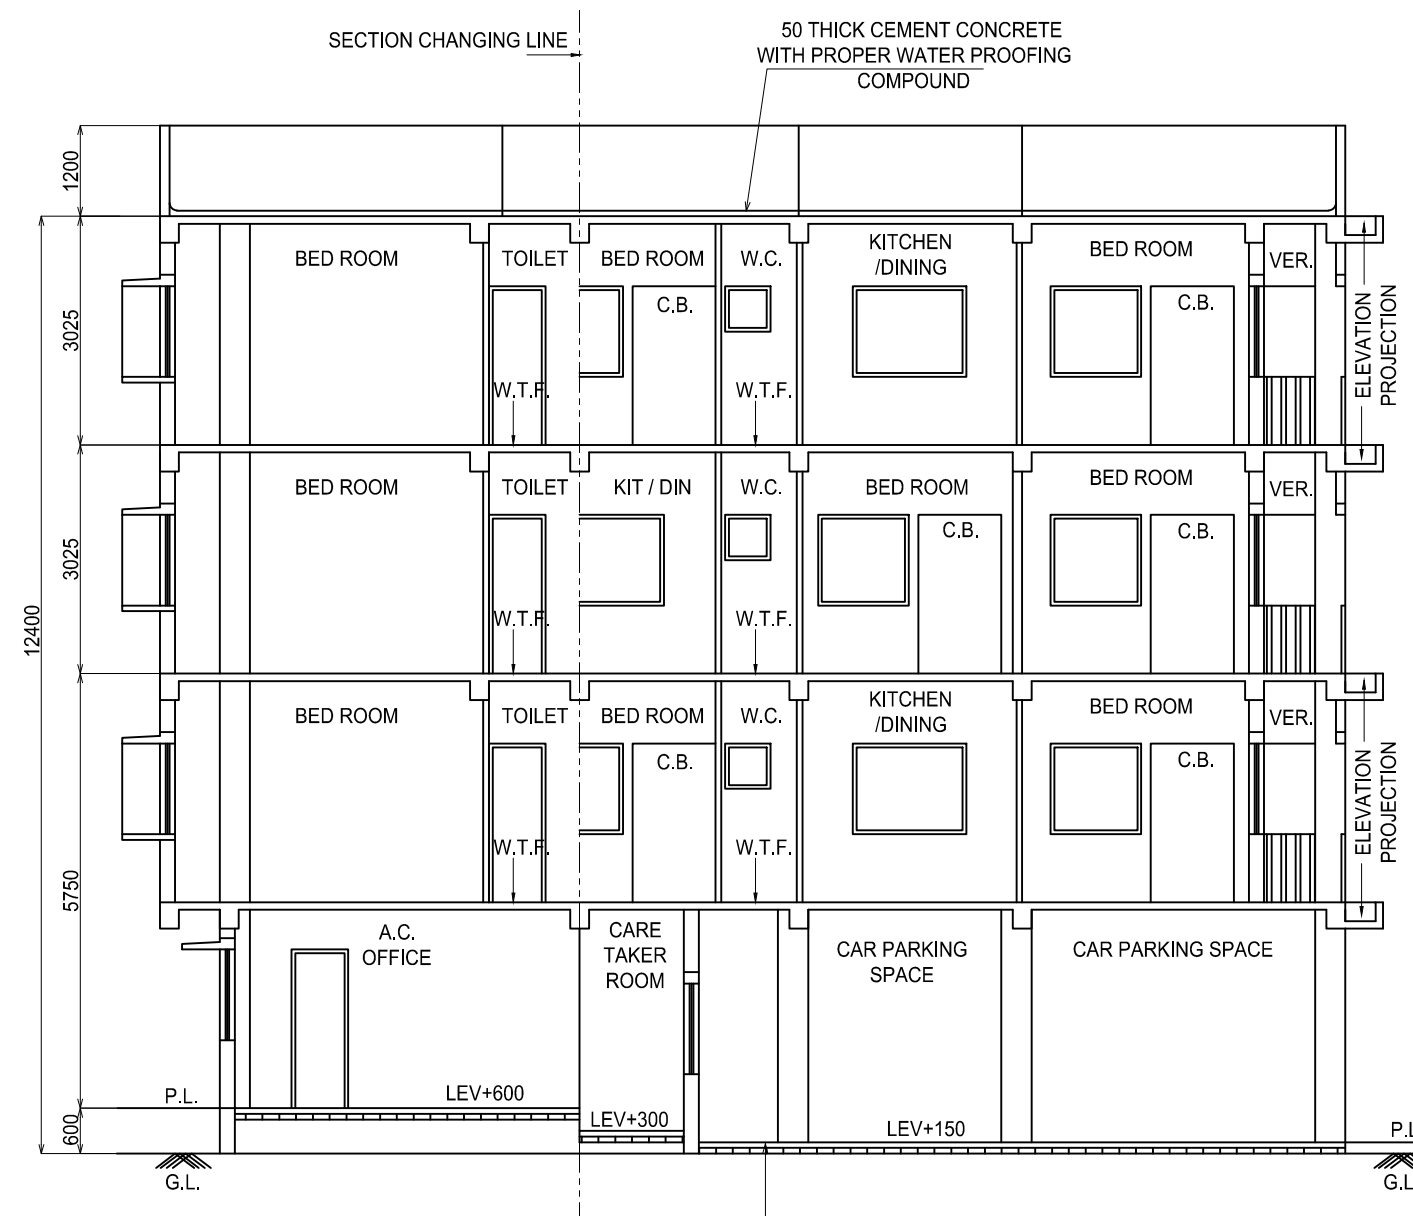 SECTION CHANGING LINE
50 THICK CEMENT CONCRETE
WITH PROPER WATER PROOFING
COMPOUND
1200
3025
3025
12400
5750
600
BED ROOM
TOILET
BED ROOM
W.C.
KITCHEN
/DINING
BED ROOM
VER.
C.B.
C.B.
W.T.F.
W.T.F.
ELEVATION
PROJECTION
BED ROOM
TOILET
KIT / DIN
W.C.
BED ROOM
BED ROOM
VER.
C.B.
C.B.
W.T.F.
W.T.F.
BED ROOM
TOILET
BED ROOM
W.C.
KITCHEN
/DINING
BED ROOM
VER.
C.B.
C.B.
W.T.F.
W.T.F.
ELEVATION
PROJECTION
A.C.
OFFICE
CARE
TAKER
ROOM
CAR PARKING
SPACE
CAR PARKING SPACE
P.L.
LEV+600
LEV+300
LEV+150
P.L
G.L.
G.L